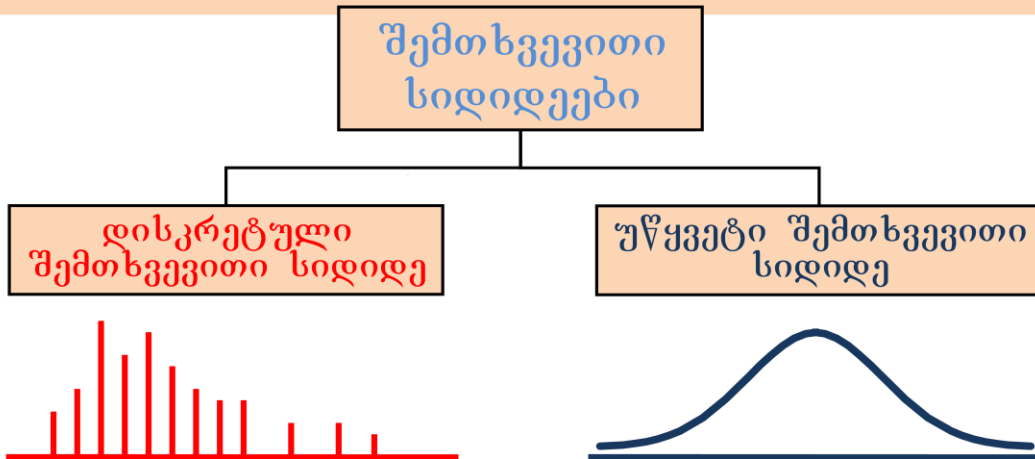 შემთხვევითი
სიდიდეები
დისკრეტული
შემთხვევითი სიდიდე
უწყვეტი შემთხვევითი
სიდიდე